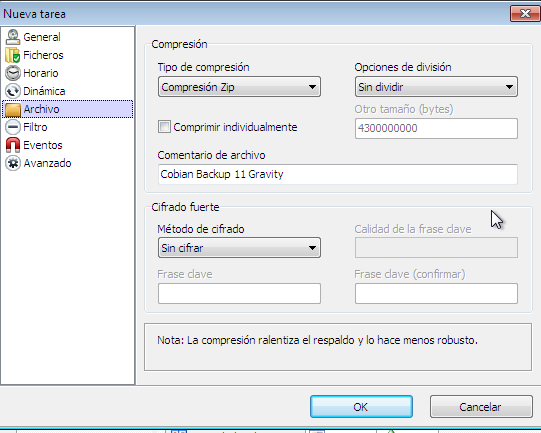 Nueva tarea
General
Ficheros
Horario
Dinámica
Archivo
Filtro
Eventos
Avanzado
Compresión
Tipo de compresión
Opciones de división
Compresión Zip
Sin dividir
Otro tamaño (bytes)
Comprimir individualmente
4300000000
Comentario de archivo
Cobian Backup 11 Gravity
Cifrado fuerte
Método de cifrado
Calidad de la frase clave
Sin cifrar
Frase clave
Frase clave (confirmar)
Nota: La compresión ralentiza el respaldo y lo hace menos robusto.
OK
Cancelar